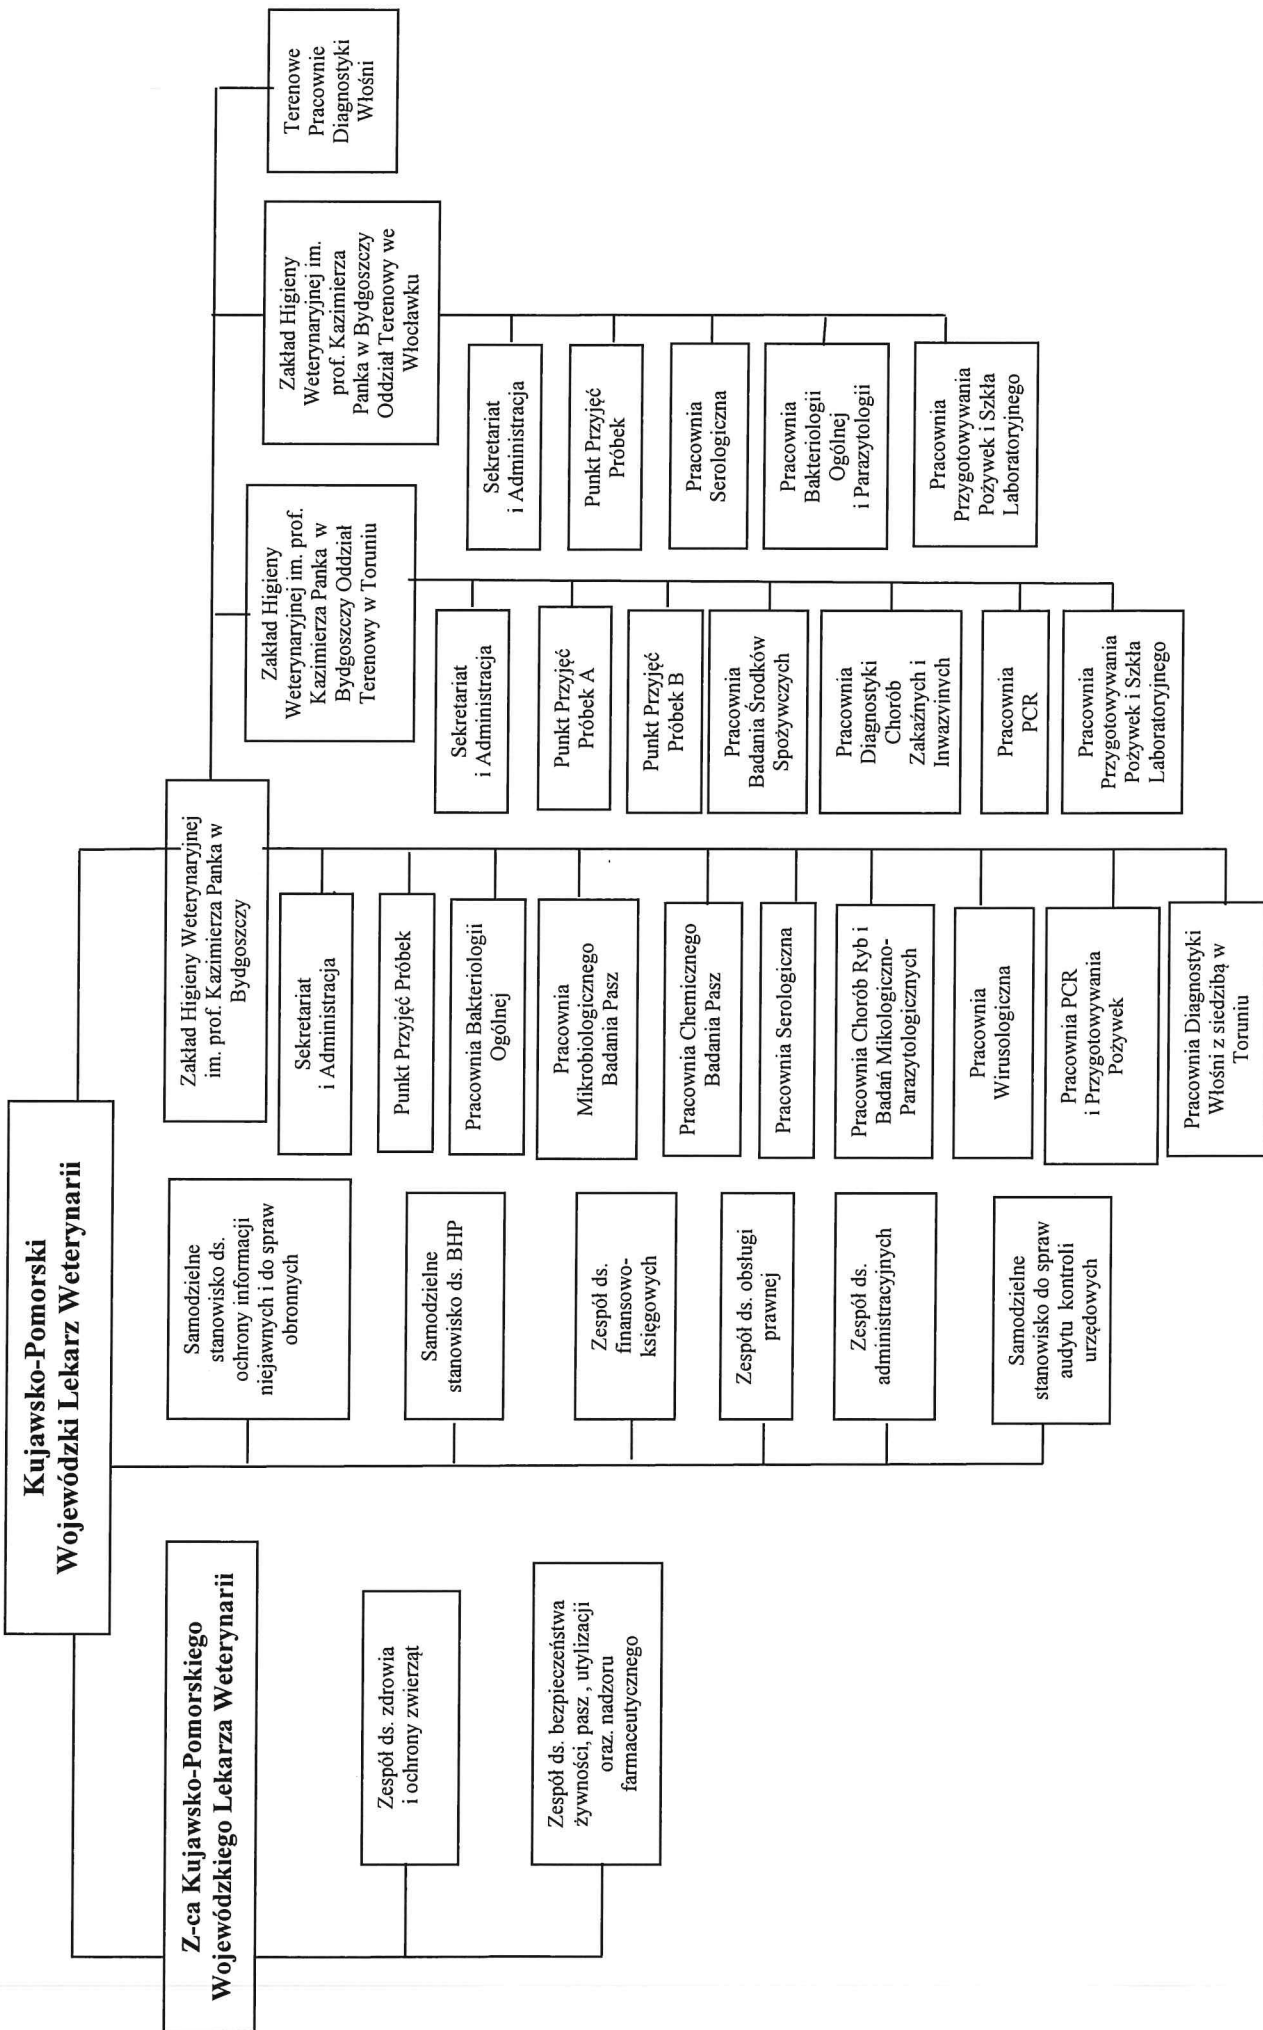 Kujawsko-Pomorski
Wojewódzki Lekarz Weterynarii
Z-ca Kujawsko-Pomorskiego
Wojewódzkiego Lekarza Weterynarii
Zespół ds. zdrowia
i ochrony zwierząt
Zespół ds. bezpieczeństwa
żywności, pasz , utylizacji
oraz. nadzoru
farmaceutycznego
Samodzielne
stanowisko ds.
ochrony informacji
niejawnych i do spraw
obronnych
Samodzielne
stanowisko ds. BHP
Zespół ds.
finansowo-
księgowych
Zespół ds. obsługi
prawnej
Zespół ds.
administracyjnych
Samodzielne
stanowisko do spraw
audytu kontroli
urzędowych
Zakład Higieny Weterynaryjnej
im. prof. Kazimierza Panka w
Bydgoszczy
Sekretariat
i Administracja
Punkt Przyjęć Próbek
Pracownia Bakteriologii
Ogólnej
Pracownia
Mikrobiologicznego
Badania Pasz
Pracownia Chemicznego
Badania Pasz
Pracownia Serologiczna
Pracownia Chorób Ryb i
Badań Mikologiczno-
Parazytologicznych
Pracownia
Wirusologiczna
Pracownia PCR
i Przygotowywania
Pożywek
Pracownia Diagnostyki
Włośni z siedzibą w
Toruniu
Zakład Higieny
Weterynaryjnej im. prof.
Kazimierza Panka w
Bydgoszczy Oddział
Terenowy w Toruniu
Sekretariat
i Administracja
Punkt Przyjęć
Próbek A
Punkt Przyjęć
Próbek B
Pracownia
Badania Środków
Spożywczych
Pracownia
Diagnostyki
Chorób
Zakaźnych i
Inwazvinvch
Pracownia
PCR
Pracownia
Przygotowywania
Pożywek i Szkła
Laboratoryjnego
Zakład Higieny
Weterynaryjnej im.
prof. Kazimierza
Panka w Bydgoszczy
Oddział Terenowy we
Włocławku
Sekretariat
i Administracja
Punkt Przyjęć
Próbek
Pracownia
Serologiczna
Pracownia
Bakteriologii
Ogólnej
i Parazytologii
Pracownia
Przygotowywania
Pożywek i Szkła
Laboratoryjnego
Terenowe
Pracownie
Diagnostyki
Włośni